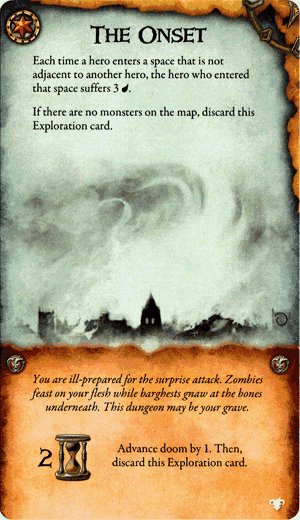 THE ONSET
Each time a hero enters a space that is not
adjacent to another hero, the hero who entered
that space suffers 3
If there are no monsters on the map, discard this
Exploration card.
You are ill-prepared for the surprise attack. Zombies
feast on your flesh while barghests gnaw at the bones
underneath. This dungeon may be your grave.
2
Advance doom by 1. Then,
discard this Exploration card.